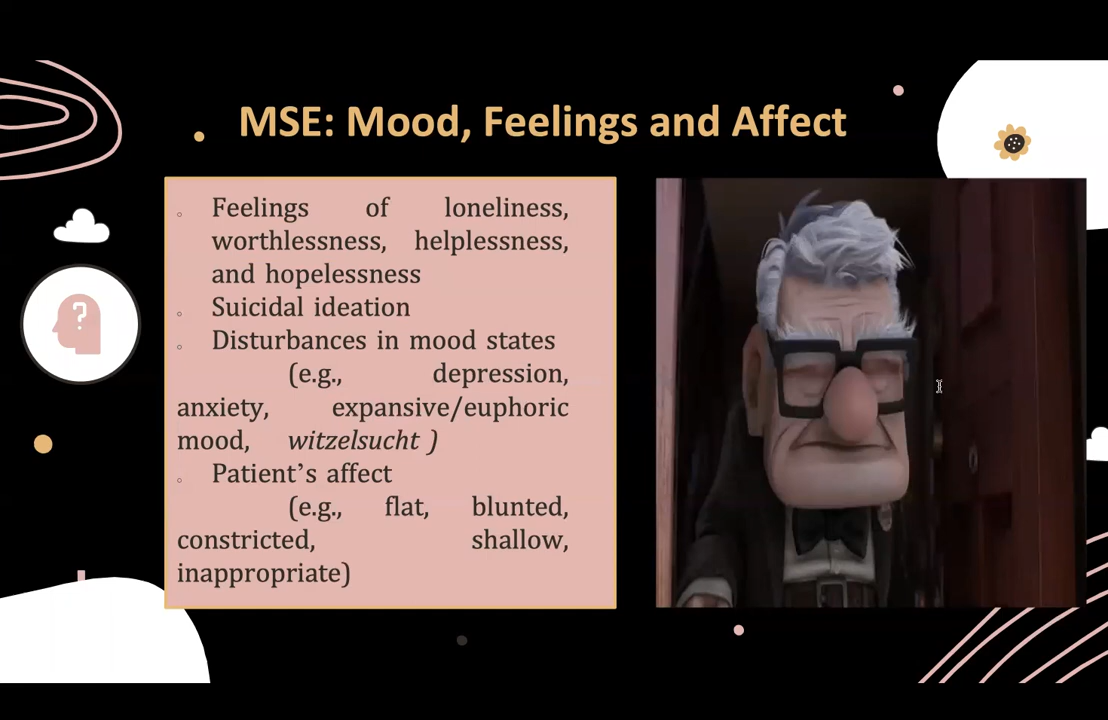 MSE: Mood, Feelings and Affect
Feelings of loneliness,
worthlessness, helplessness,
and hopelessness
Suicidal ideation
Disturbances in mood states
(e.g., depression,
anxiety, expansive/euphoric
mood, witzelsucht )
Patient’s affect
(e.g., flat, blunted,
constricted, shallow,
inappropriate)
?